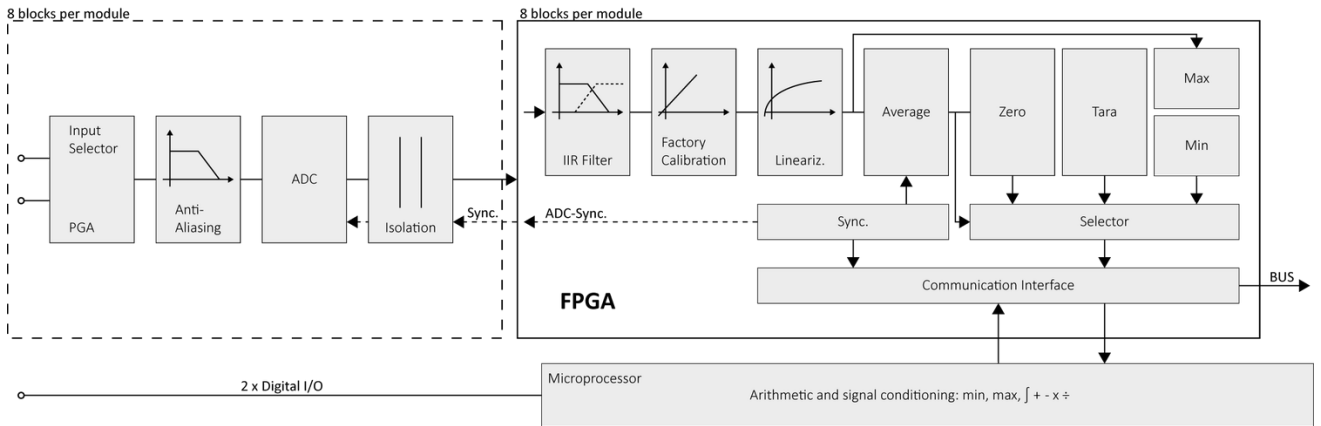 8 blocks per module
8 blocks per module
Input
Selector
PGA
Anti-
Aliasing
ADC
Isolation
Sync.
ADC-Sync.
IIR Filter
Factory
Calibration
Lineariz.
Average
Zero
Tara
Max
Min
Sync.
Selector
Communication Interface
BUS
FPGA
2 x Digital I/O
Microprocessor
Arithmetic and signal conditioning: min, max, ∫ + - x ÷